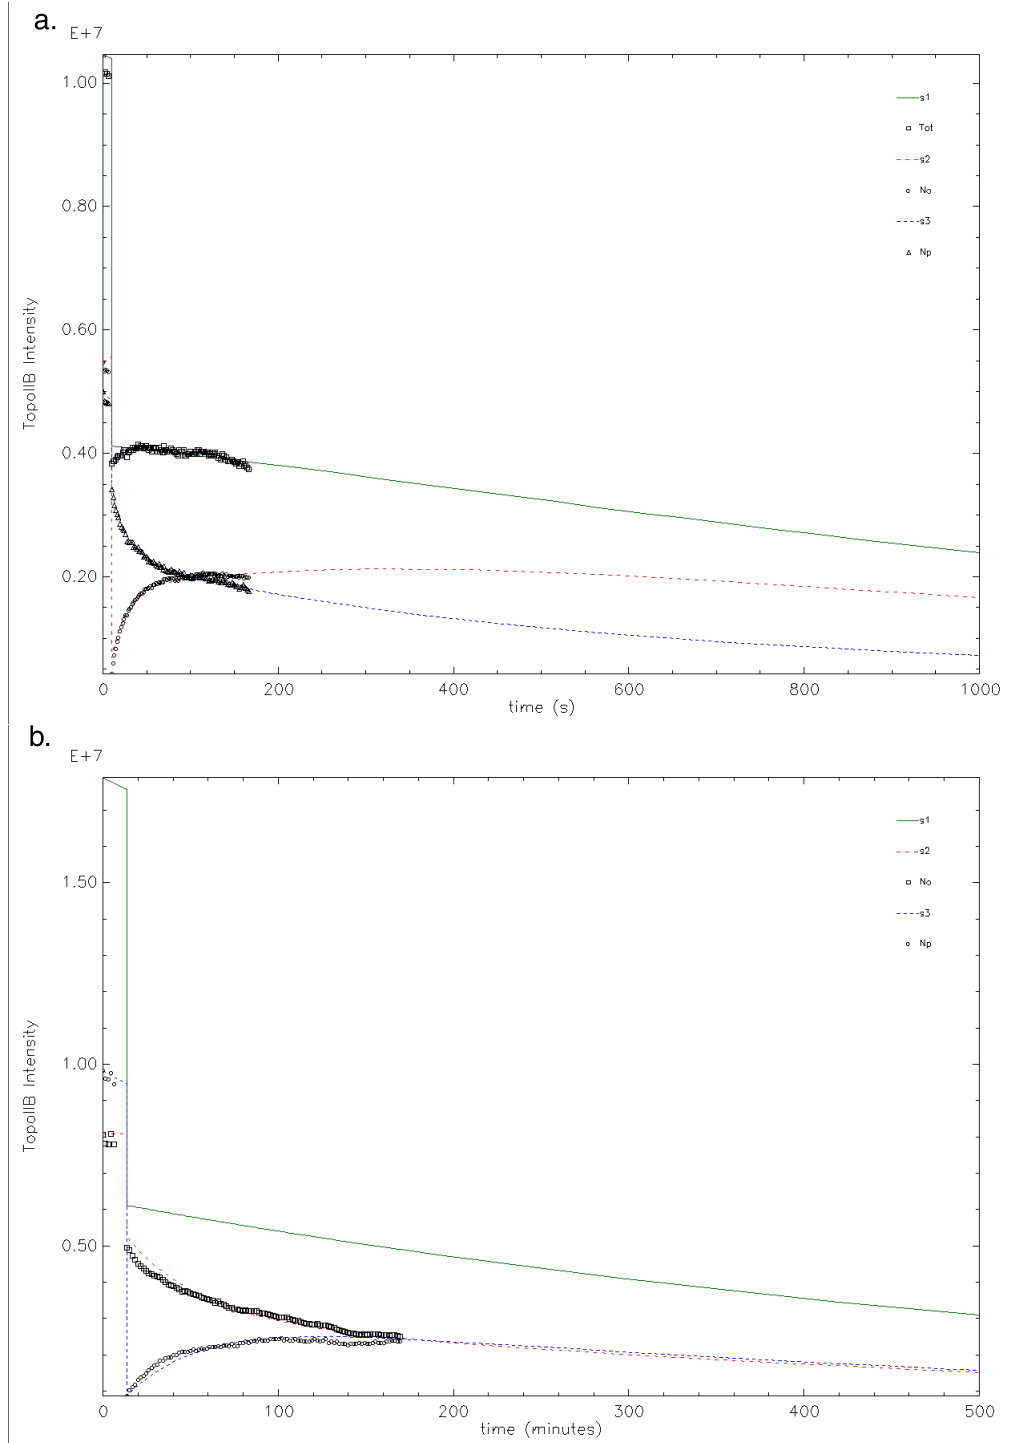 a.
E+7
1.00
0.80
0.60
0.40
0.20
TopoIIB Intensity
s1
Tot
s2
No
s3
Np
0 200 400 600 800 1000
time (s)
b.
E+7
1.50
1.00
0.50
TopoIIB Intensity
s1
s2
No
s3
Np
0 100 200 300 400 500
time (minutes)